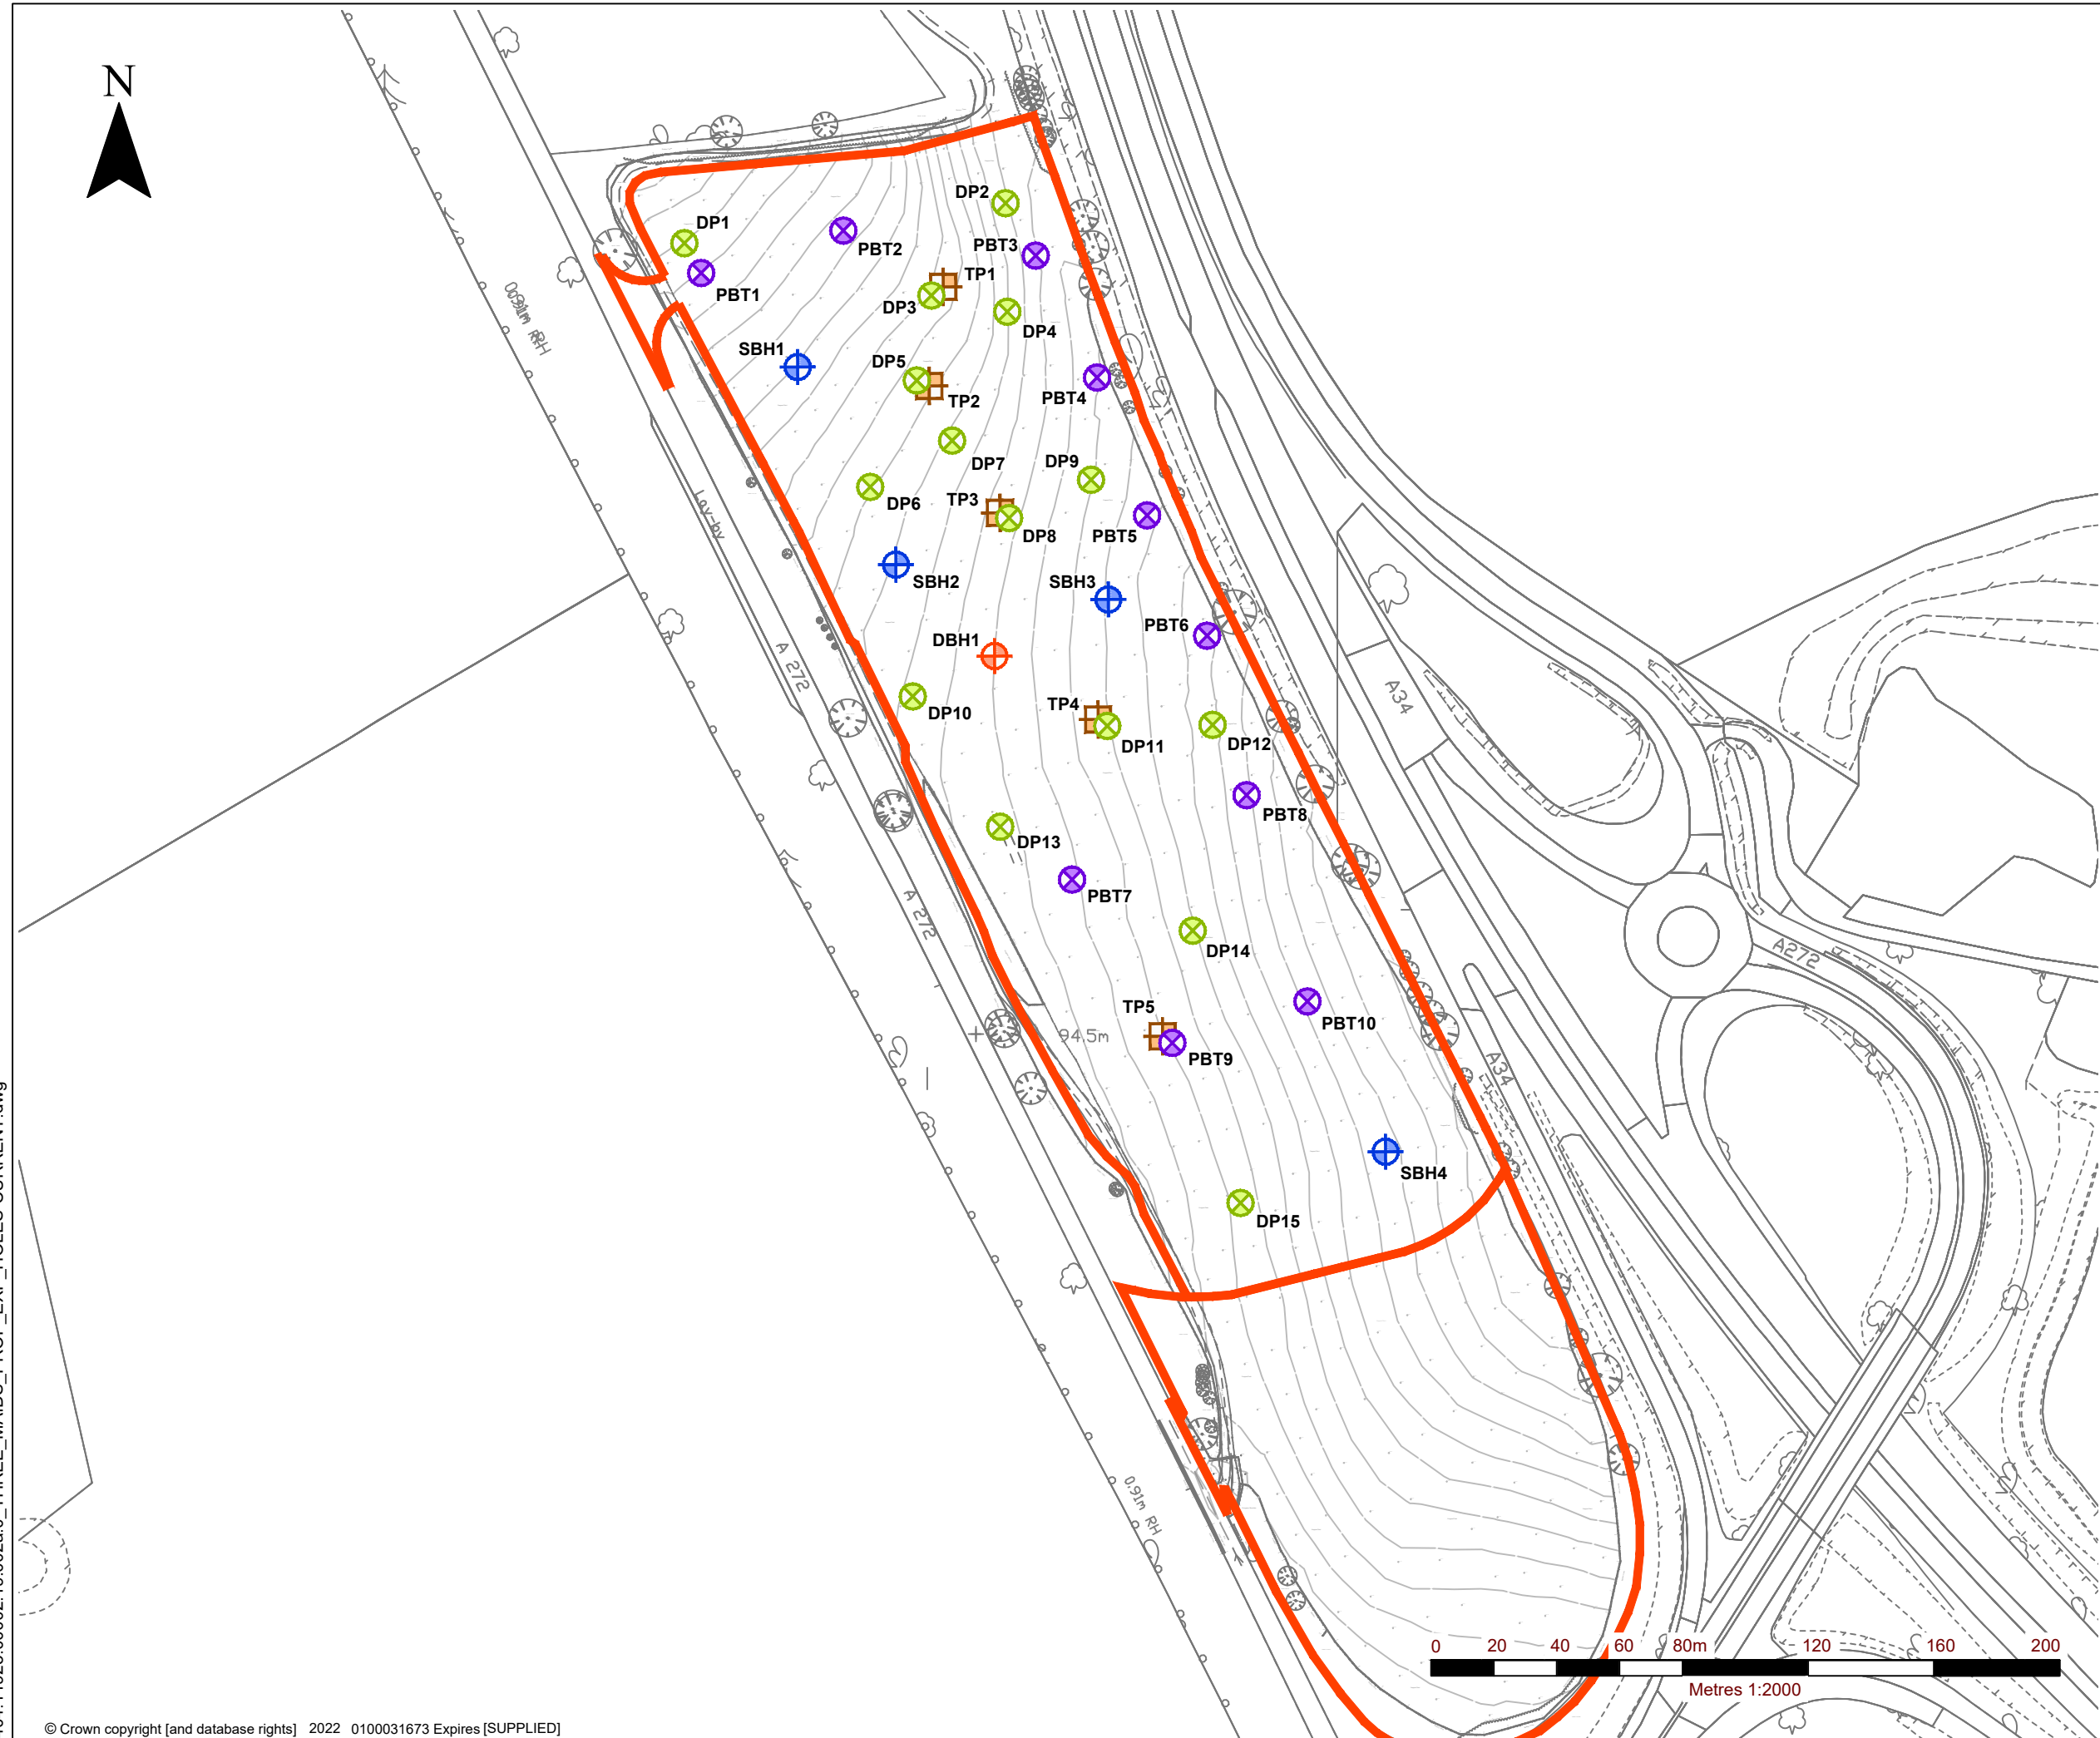 N
DP2
DP1
PBT2
PBT3
TP1
PBT1
DP3
DP4
SBH1
DP5
PBT4
TP2
DP7
DP9
DP6
TP3
Lay-by
DP8
PBT5
SBH2
SBH3
PBT6
DBH1
A 272
A34
TP4
DP10
DP11
DP12
PBT8
DP13
PBT7
A 272
DP14
A272
TP5
PBT10
94.5m
PBT9
A34
SBH4
DP15
0.91m RH
0 20 40 60 80m 120 160 200
Metres 1:2000
© Crown copyright [and database rights] 2022 0100031673 Expires [SUPPLIED]